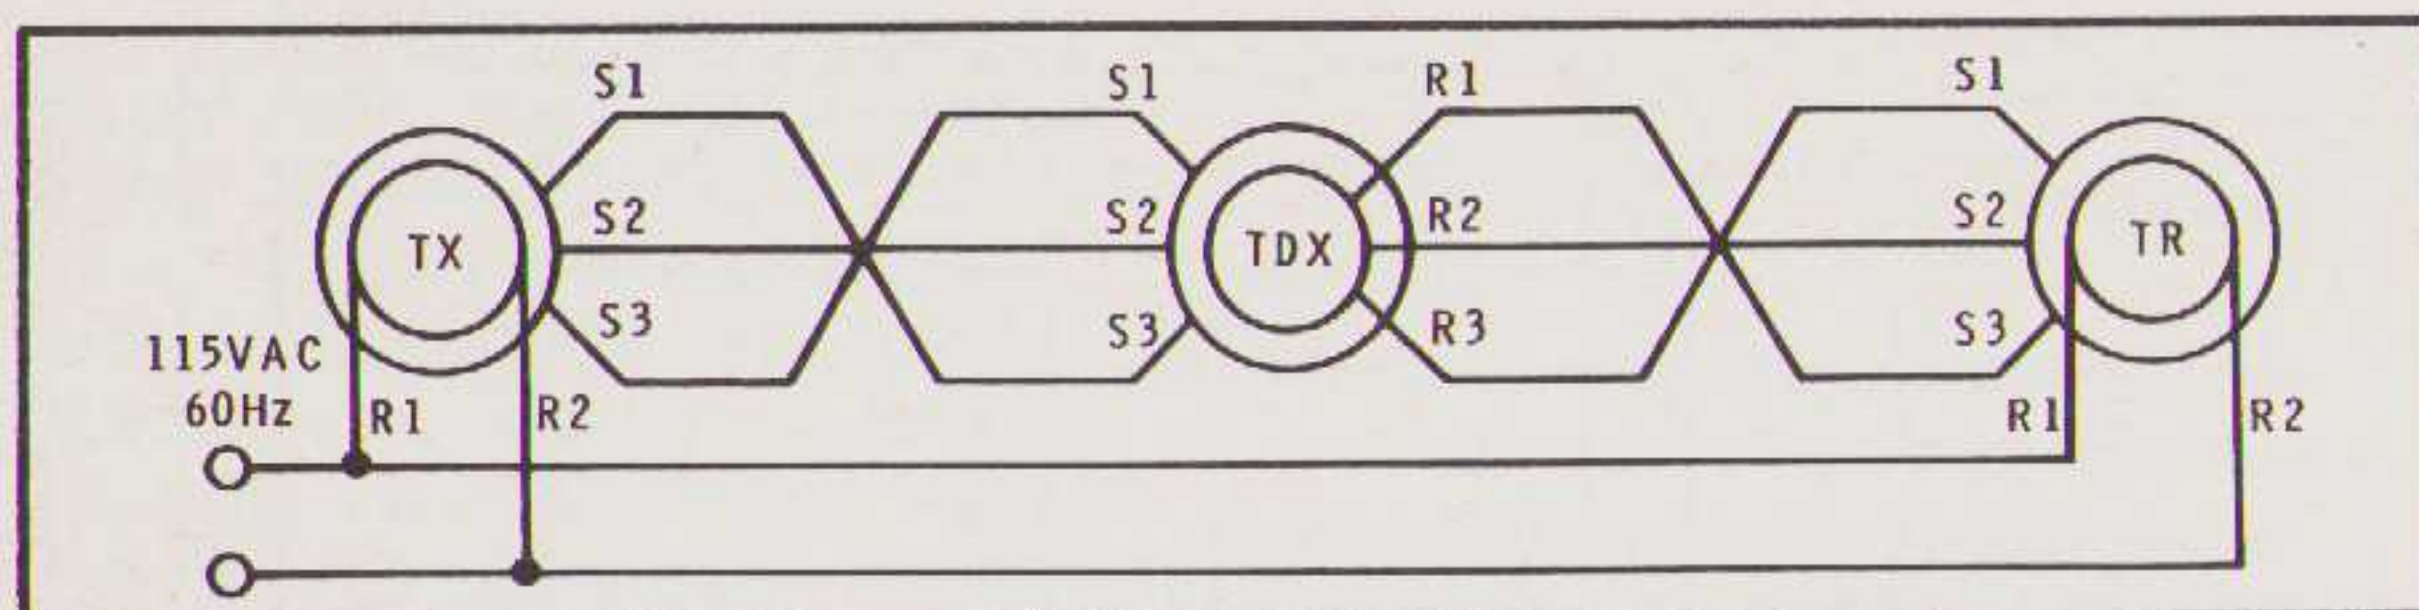 S1
S1
R1
S1
S2
S2
R2
S2
TX
TDX
TR
S3
S3
R3
S3
115VAC
60Hz
R1
R2
R1
R2